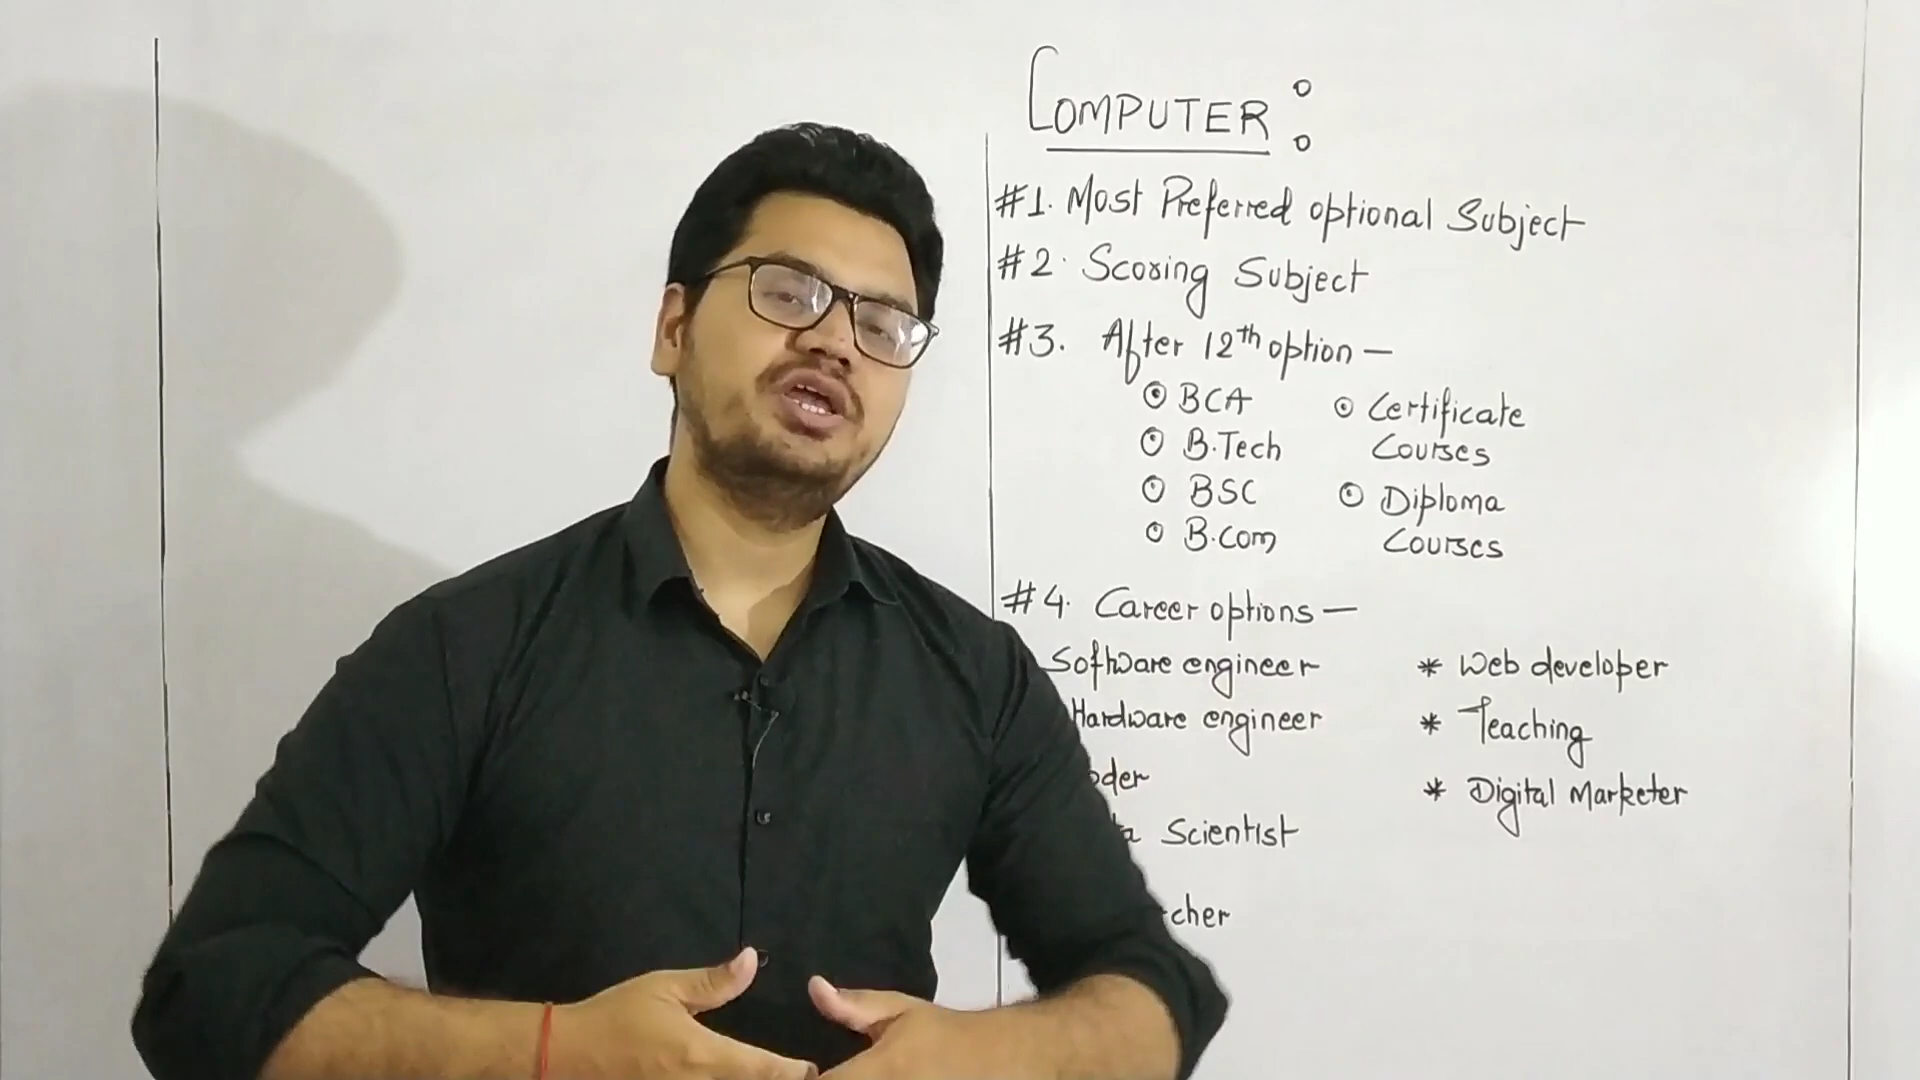 COMPUTER :
#1. Most Preferred optional Subject
#2. Scoring Subject
#3. After 12th option —
BCA
B.Tech
BSC
B.Com
Certificate
Courses
Diploma
Courses
#4. Career options —
Software engineer
Hardware engineer
Scientist
* Web developer
* Teaching
* Digital Marketer